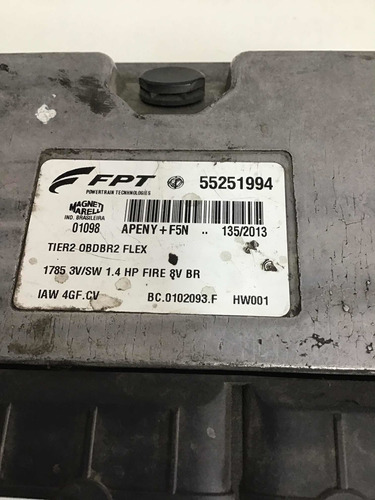 FPT
POWERTRAIN TECHNOLOGIES
55251994
MAGNETI
MARELLI
IND. BRASILEIRA
01098 APENY+F5N .. 135/2013
TIER2 OBDBR2 FLEX
1785 3V/SW 1.4 HP FIRE 8V BR
IAW 4GF.CV BC.0102093.F HW001